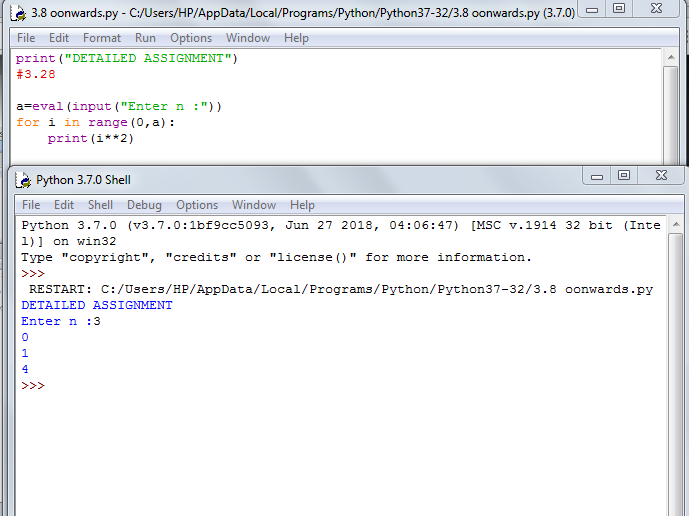 3.8 oonwards.py - C:/Users/HP/AppData/Local/Programs/Python/Python37-32/3.8 oonwards.py (3.7.0)
File Edit Format Run Options Window Help
print("DETAILED ASSIGNMENT")
#3.28
a=eval(input("Enter n :"))
for i in range(0,a):
    print(i**2)
Python 3.7.0 Shell
File Edit Shell Debug Options Window Help
Python 3.7.0 (v3.7.0:1bf9cc5093, Jun 27 2018, 04:06:47) [MSC v.1914 32 bit (Inte
l)] on win32
Type "copyright", "credits" or "license()" for more information.
>>>
 RESTART: C:/Users/HP/AppData/Local/Programs/Python/Python37-32/3.8 oonwards.py
DETAILED ASSIGNMENT
Enter n :3
0
1
4
>>>